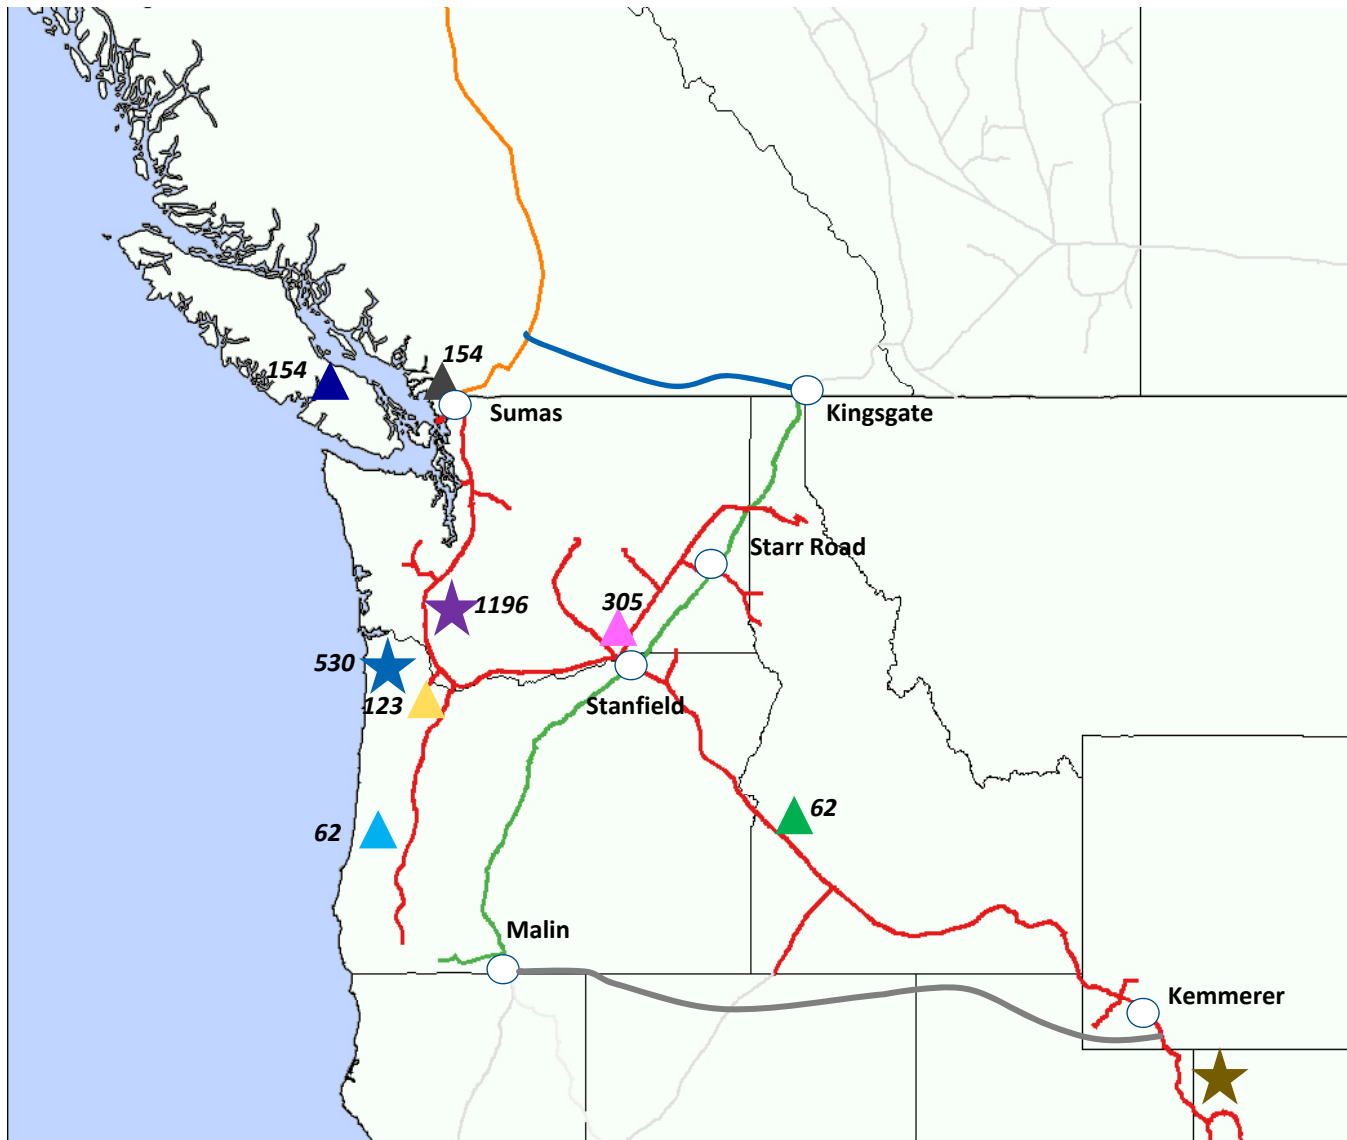 154
154
Sumas
Kingsgate
Starr Road
1196
305
530
123
Stanfield
62
62
Malin
Kemmerer